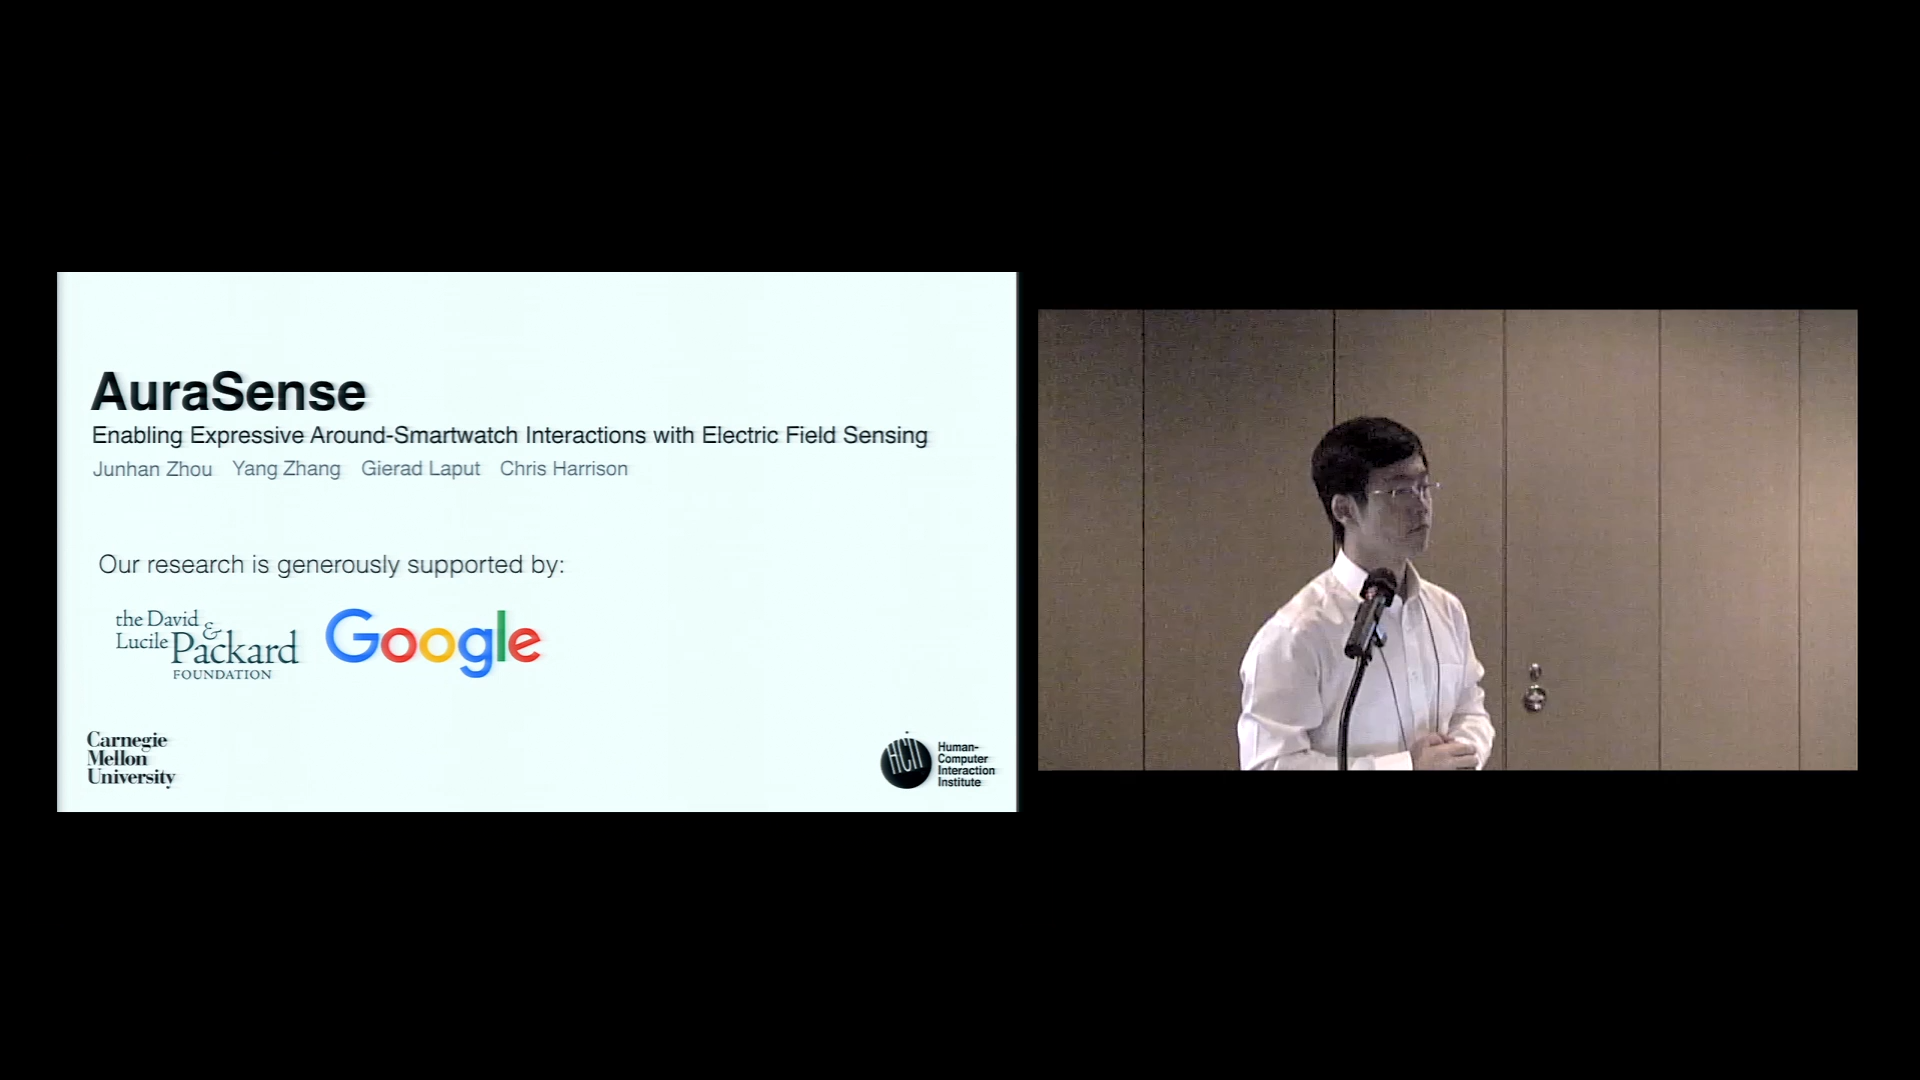 AuraSense
Enabling Expressive Around-Smartwatch Interactions with Electric Field Sensing
Junhan Zhou Yang Zhang Gierad Laput Chris Harrison
Our research is generously supported by:
the David &
Lucile Packard
FOUNDATION
Google
Carnegie
Mellon
University
HCII
Human-
Computer
Interaction
Institute